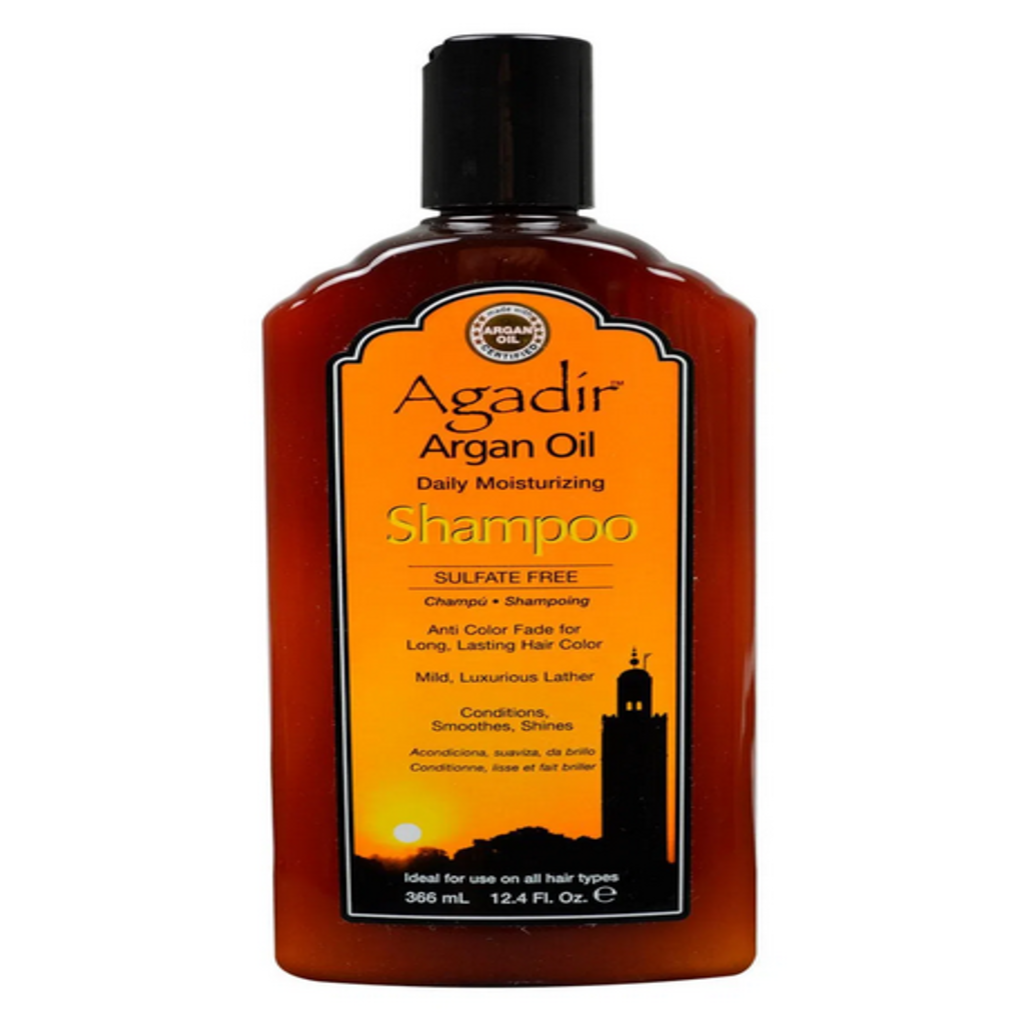 made with
ARGAN
OIL
CERTIFIED
Agadír™
Argan Oil
Daily Moisturizing
Shampoo
SULFATE FREE
Champú • Shampoing
Anti Color Fade for
Long, Lasting Hair Color
Mild, Luxurious Lather
Conditions,
Smoothes, Shines
Acondiciona, suaviza, da brillo
Conditionne, lisse et fait briller
Ideal for use on all hair types
366 mL 12.4 Fl. Oz. ℮